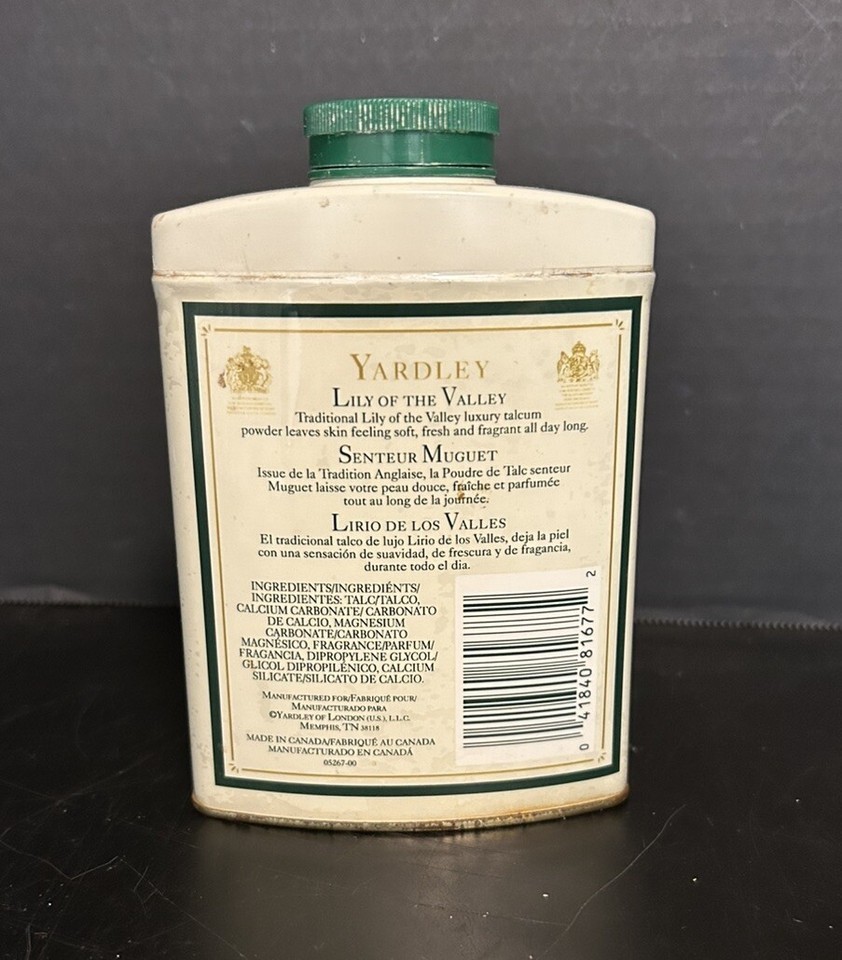 YARDLEY
LILY OF THE VALLEY
Traditional Lily of the Valley luxury talcum
powder leaves skin feeling soft, fresh and fragrant all day long.
SENTEUR MUGUET
Issue de la Tradition Anglaise, la Poudre de Talc senteur
Muguet laisse votre peau douce, fraîche et parfumée
tout au long de la journée.
LIRIO DE LOS VALLES
El tradicional talco de lujo Lirio de los Valles, deja la piel
con una sensación de suavidad, de frescura y de fragancia,
durante todo el dia.
INGREDIENTS/INGREDIÉNTS/
INGREDIENTES: TALC/TALCO,
CALCIUM CARBONATE/ CARBONATO
DE CALCIO, MAGNESIUM
CARBONATE/CARBONATO
MAGNÉSICO, FRAGRANCE/PARFUM/
FRAGANCIA, DIPROPYLENE GLYCOL/
GLICOL DIPROPILÉNICO, CALCIUM
SILICATE/SILICATO DE CALCIO.
MANUFACTURED FOR/FABRIQUÉ POUR/
MANUFACTURADO PARA
©YARDLEY OF LONDON (U.S.), L.L.C.
MEMPHIS, TN 38118
MADE IN CANADA/FABRIQUÉ AU CANADA
MANUFACTURADO EN CANADÁ
05267-00
0 41840 81677 2